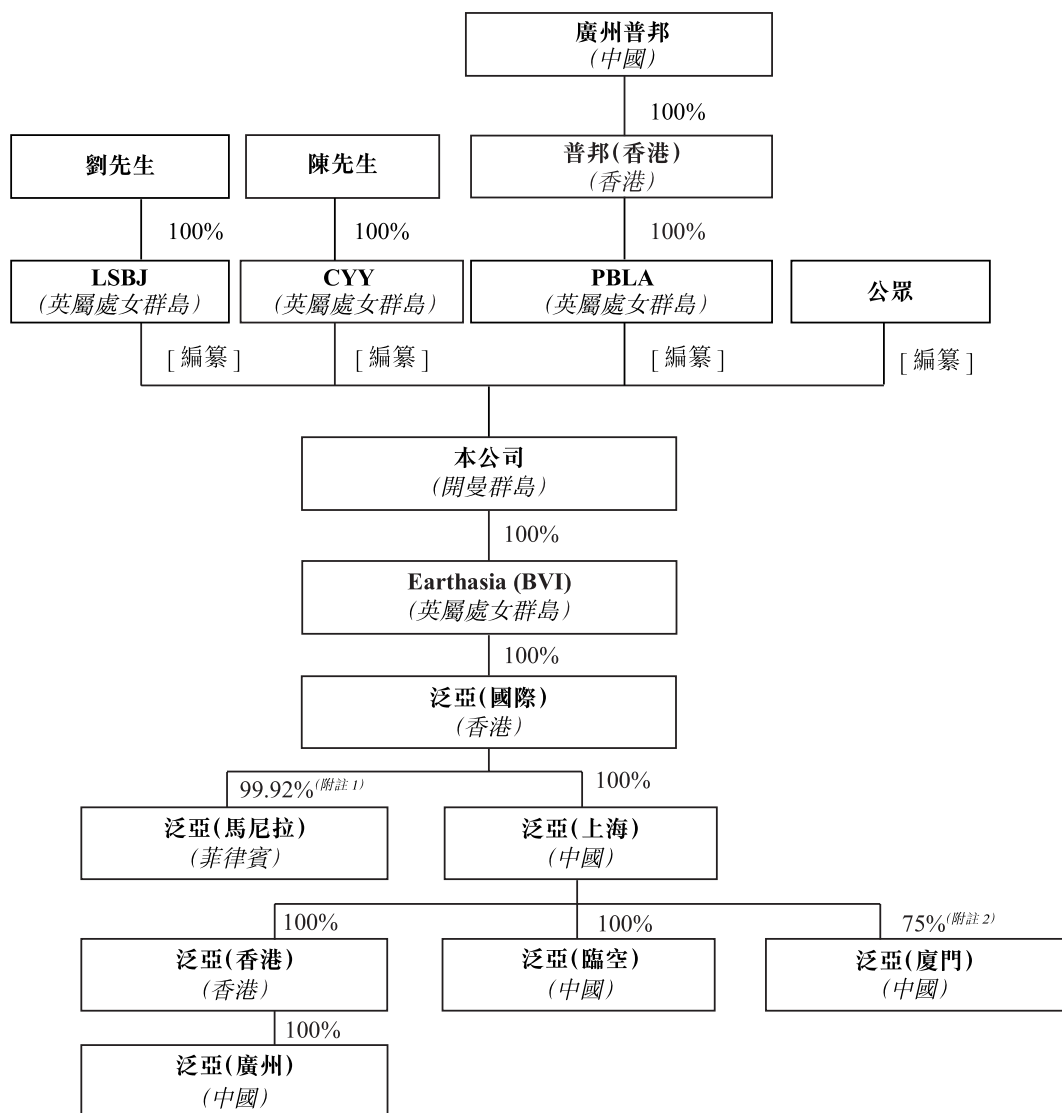 廣州普邦
(中國)
100%
劉先生
陳先生
普邦(香港)
(香港)
100%
100%
100%
LSBJ
(英屬處女群島)
CYY
(英屬處女群島)
PBLA
(英屬處女群島)
公眾
[編纂]
[編纂]
[編纂]
[編纂]
本公司
(開曼群島)
100%
Earthasia (BVI)
(英屬處女群島)
100%
泛亞(國際)
(香港)
99.92%(附註1)
100%
泛亞(馬尼拉)
(菲律賓)
泛亞(上海)
(中國)
100%
100%
75%(附註2)
泛亞(香港)
(香港)
泛亞(臨空)
(中國)
泛亞(廈門)
(中國)
100%
泛亞(廣州)
(中國)